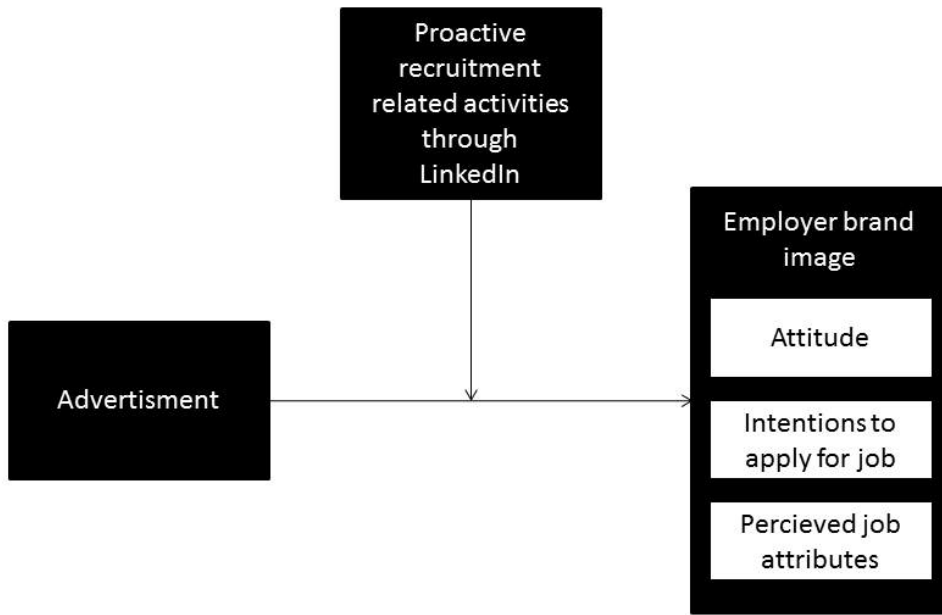 Proactive
recruitment
related activities
through
LinkedIn
Employer brand
image
Attitude
Advertisment
Intentions to
apply for job
Percieved job
attributes